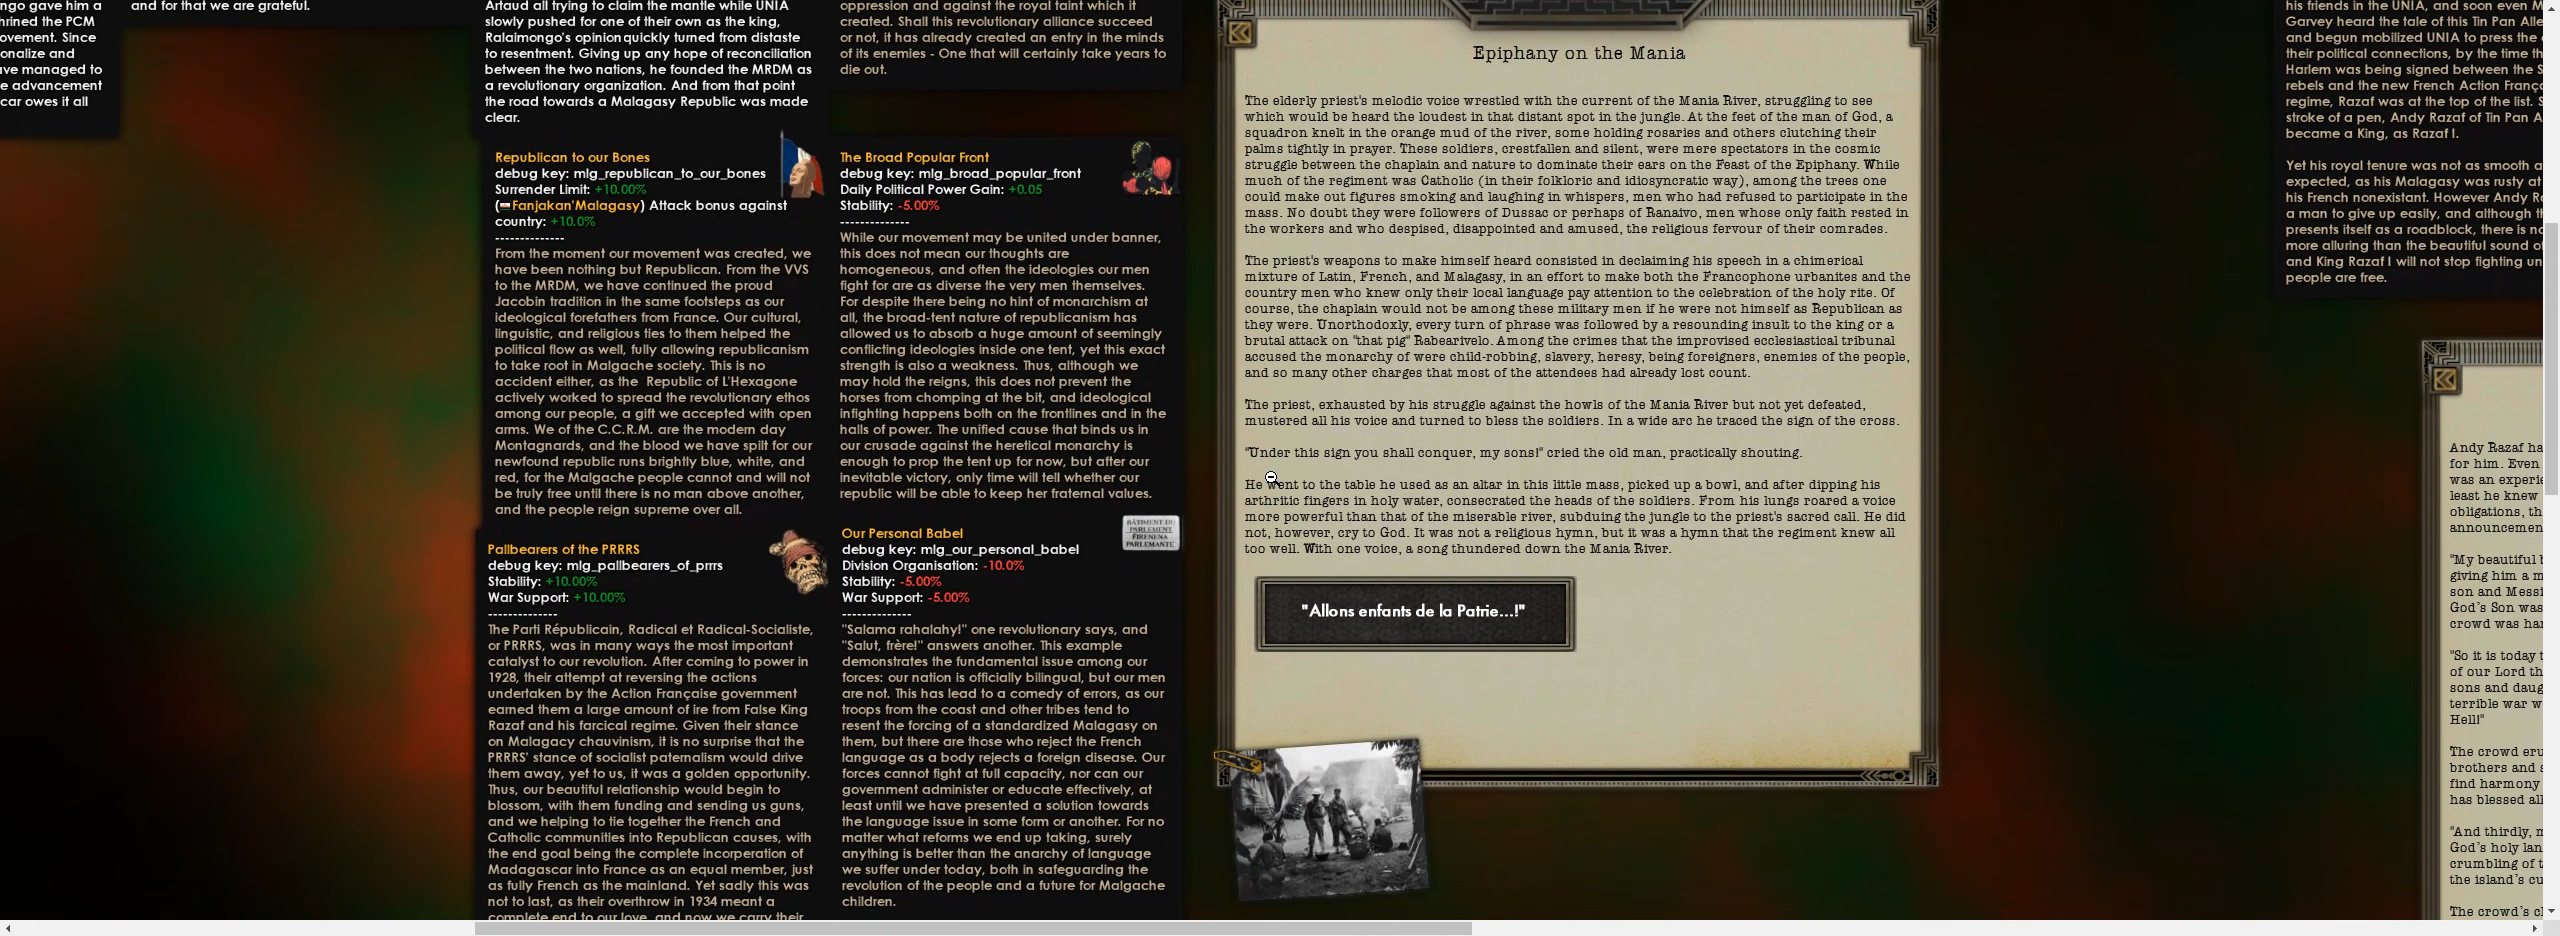 ngo gave him a
hrined the PCM
ovement. Since
onalize and
ave managed to
e advancement
car owes it all
and for that we are grateful.
Artaud all trying to claim the mantle while UNIA
slowly pushed for one of their own as the king,
Ralaimongo's opinion quickly turned from distaste
to resentment. Giving up any hope of reconciliation
between the two nations, he founded the MRDM as
a revolutionary organization. And from that point
the road towards a Malagasy Republic was made
clear.
oppression and against the royal taint which it
created. Shall this revolutionary alliance succeed
or not, it has already created an entry in the minds
of its enemies - One that will certainly take years to
die out.
Republican to our Bones
debug key: mlg_republican_to_our_bones
Surrender Limit: +10.00%
(Fanjakan'Malagasy) Attack bonus against
country: +10.0%
--------------
From the moment our movement was created, we
have been nothing but Republican. From the VVS
to the MRDM, we have continued the proud
Jacobin tradition in the same footsteps as our
ideological forefathers from France. Our cultural,
linguistic, and religious ties to them helped the
political flow as well, fully allowing republicanism
to take root in Malgache society. This is no
accident either, as the  Republic of L'Hexagone
actively worked to spread the revolutionary ethos
among our people, a gift we accepted with open
arms. We of the C.C.R.M. are the modern day
Montagnards, and the blood we have spilt for our
newfound republic runs brightly blue, white, and
red, for the Malgache people cannot and will not
be truly free until there is no man above another,
and the people reign supreme over all.
The Broad Popular Front
debug key: mlg_broad_popular_front
Daily Political Power Gain: +0.05
Stability: -5.00%
--------------
While our movement may be united under banner,
this does not mean our thoughts are
homogeneous, and often the ideologies our men
fight for are as diverse the very men themselves.
For despite there being no hint of monarchism at
all, the broad-tent nature of republicanism has
allowed us to absorb a huge amount of seemingly
conflicting ideologies inside one tent, yet this exact
strength is also a weakness. Thus, although we
may hold the reigns, this does not prevent the
horses from chomping at the bit, and ideological
infighting happens both on the frontlines and in the
halls of power. The unified cause that binds us in
our crusade against the heretical monarchy is
enough to prop the tent up for now, but after our
inevitable victory, only time will tell whether our
republic will be able to keep her fraternal values.
Pallbearers of the PRRRS
debug key: mlg_pallbearers_of_prrrs
Stability: +10.00%
War Support: +10.00%
--------------
The Parti Républicain, Radical et Radical-Socialiste,
or PRRRS, was in many ways the most important
catalyst to our revolution. After coming to power in
1928, their attempt at reversing the actions
undertaken by the Action Française government
earned them a large amount of ire from False King
Razaf and his farcical regime. Given their stance
on Malagacy chauvinism, it is no surprise that the
PRRRS' stance of socialist paternalism would drive
them away, yet to us, it was a golden opportunity.
Thus, our beautiful relationship would begin to
blossom, with them funding and sending us guns,
and we helping to tie together the French and
Catholic communities into Republican causes, with
the end goal being the complete incorperation of
Madagascar into France as an equal member, just
as fully French as the mainland. Yet sadly this was
not to last, as their overthrow in 1934 meant a
complete end to our love, and now we carry their
Our Personal Babel
debug key: mlg_our_personal_babel
Division Organisation: -10.0%
Stability: -5.00%
War Support: -5.00%
--------------
"Salama rahalahy!" one revolutionary says, and
"Salut, frère!" answers another. This example
demonstrates the fundamental issue among our
forces: our nation is officially bilingual, but our men
are not. This has lead to a comedy of errors, as our
troops from the coast and other tribes tend to
resent the forcing of a standardized Malagasy on
them, but there are those who reject the French
language as a body rejects a foreign disease. Our
forces cannot fight at full capacity, nor can our
government administer or educate effectively, at
least until we have presented a solution towards
the language issue in some form or another. For no
matter what reforms we end up taking, surely
anything is better than the anarchy of language
we suffer under today, both in safeguarding the
revolution of the people and a future for Malgache
children.
BÂTIMENT DU
PARLEMENT
FIRENENA
PARLEMANTE
Epiphany on the Mania
The elderly priest's melodic voice wrestled with the current of the Mania River, struggling to see
which would be heard the loudest in that distant spot in the jungle. At the feet of the man of God, a
squadron knelt in the orange mud of the river, some holding rosaries and others clutching their
palms tightly in prayer. These soldiers, crestfallen and silent, were mere spectators in the cosmic
struggle between the chaplain and nature to dominate their ears on the Feast of the Epiphany. While
much of the regiment was Catholic (in their folkloric and idiosyncratic way), among the trees one
could make out figures smoking and laughing in whispers, men who had refused to participate in the
mass. No doubt they were followers of Dussac or perhaps of Ranaivo, men whose only faith rested in
the workers and who despised, disappointed and amused, the religious fervour of their comrades.
The priest's weapons to make himself heard consisted in declaiming his speech in a chimerical
mixture of Latin, French, and Malagasy, in an effort to make both the Francophone urbanites and the
country men who knew only their local language pay attention to the celebration of the holy rite. Of
course, the chaplain would not be among these military men if he were not himself as Republican as
they were. Unorthodoxly, every turn of phrase was followed by a resounding insult to the king or a
brutal attack on "that pig" Rabearivelo. Among the crimes that the improvised ecclesiastical tribunal
accused the monarchy of were child-robbing, slavery, heresy, being foreigners, enemies of the people,
and so many other charges that most of the attendees had already lost count.
The priest, exhausted by his struggle against the howls of the Mania River but not yet defeated,
mustered all his voice and turned to bless the soldiers. In a wide arc he traced the sign of the cross.
"Under this sign you shall conquer, my sons!" cried the old man, practically shouting.
He went to the table he used as an altar in this little mass, picked up a bowl, and after dipping his
arthritic fingers in holy water, consecrated the heads of the soldiers. From his lungs roared a voice
more powerful than that of the miserable river, subduing the jungle to the priest's sacred call. He did
not, however, cry to God. It was not a religious hymn, but it was a hymn that the regiment knew all
too well. With one voice, a song thundered down the Mania River.
"Allons enfants de la Patrie...!"
his friends in the UNIA, and soon even M
Garvey heard the tale of this Tin Pan Alle
and begun mobilized UNIA to press the
their political connections, by the time th
Harlem was being signed between the S
rebels and the new French Action Franç
regime, Razaf was at the top of the list. S
stroke of a pen, Andy Razaf of Tin Pan A
became a King, as Razaf I.
Yet his royal tenure was not as smooth a
expected, as his Malagasy was rusty at
his French nonexistant. However Andy R
a man to give up easily, and although th
presents itself as a roadblock, there is no
more alluring than the beautiful sound of
and King Razaf I will not stop fighting un
people are free.
Andy Razaf ha
for him. Even
was an experie
least he knew
obligations, th
announcemen
"My beautiful b
giving him a m
son and Messi
God's Son was
crowd was har
"So it is today t
of our Lord th
sons and daug
terrible war w
Hell!"
The crowd eru
brothers and s
find harmony
has blessed all
"And thirdly, m
God's holy lan
crumbling of t
the island's cu
The crowd's cl